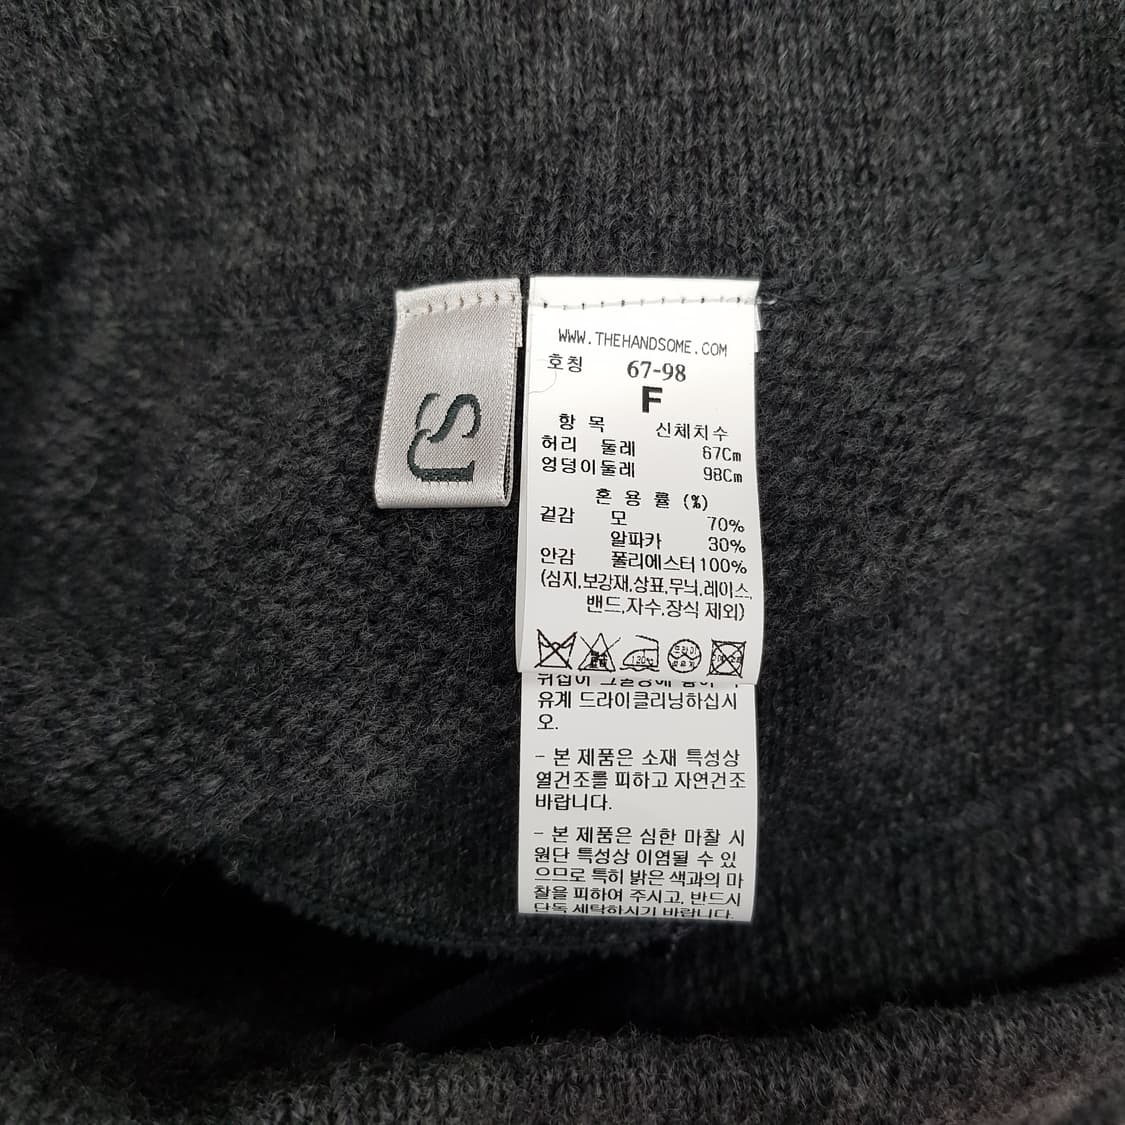 SJ
WWW.THEHANDSOME.COM
호칭 67-98
F
항 목 신체치수
허리 둘레 67Cm
엉덩이둘레 98Cm
혼 용 률 (%)
겉감 모 70%
알파카 30%
안감 폴리에스터 100%
(심지,보강재,상표,무늬,레이스,
밴드,자수,장식 제외)
120℃ 드라이
유계 드라이클리닝하십시
오.
- 본 제품은 소재 특성상
열건조를 피하고 자연건조
바랍니다.
- 본 제품은 심한 마찰 시
원단 특성상 이염될 수 있
으므로 특히 밝은 색과의 마
찰을 피하여 주시고, 반드시
단독 세탁하시기 바랍니다.